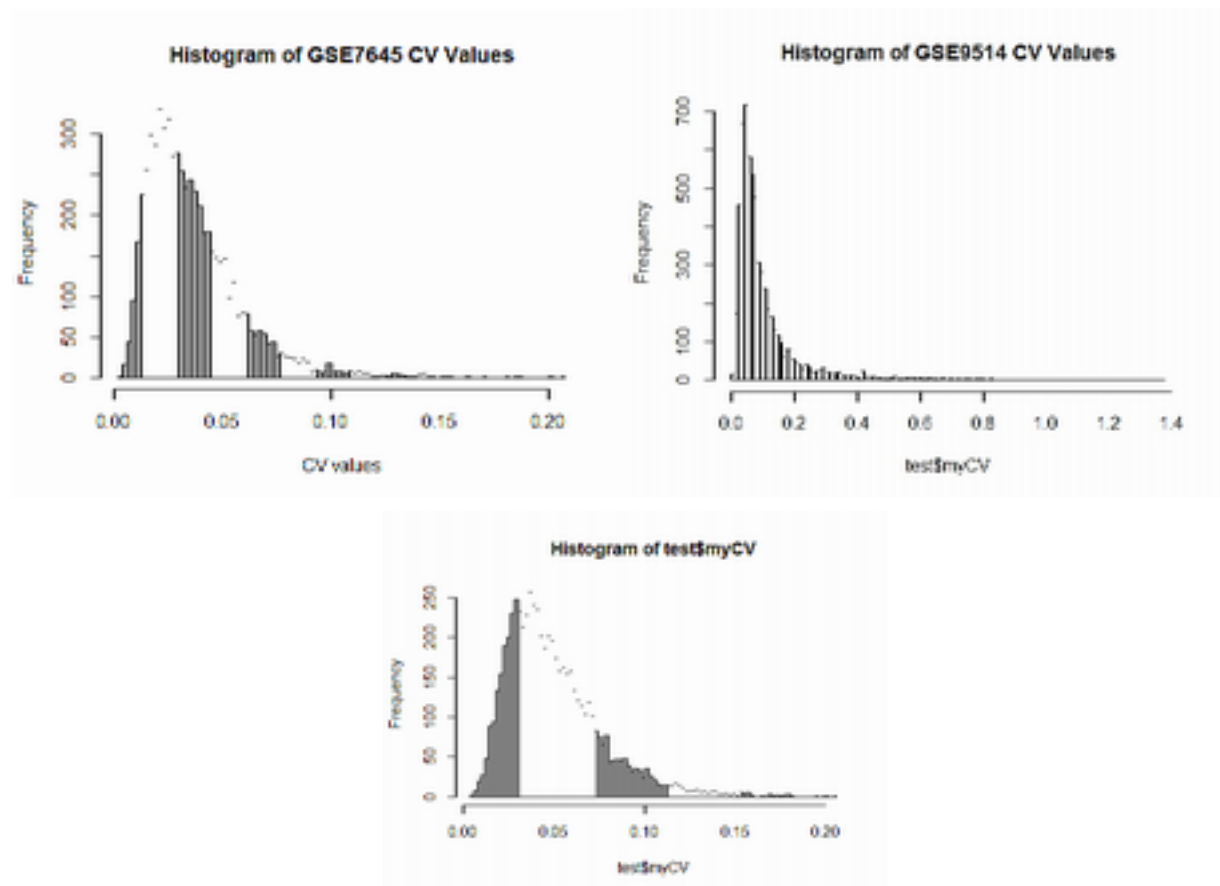 Histogram of GSE7645 CV Values
Frequency
300
200
100
50
0
0.00 0.05 0.10 0.15 0.20
CV values
Histogram of GSE9514 CV Values
Frequency
700
500
300
100
0
0.0 0.2 0.4 0.6 0.8 1.0 1.2 1.4
test$myCV
Histogram of test$myCV
Frequency
250
200
150
100
50
0
0.00 0.05 0.10 0.15 0.20
test$myCV